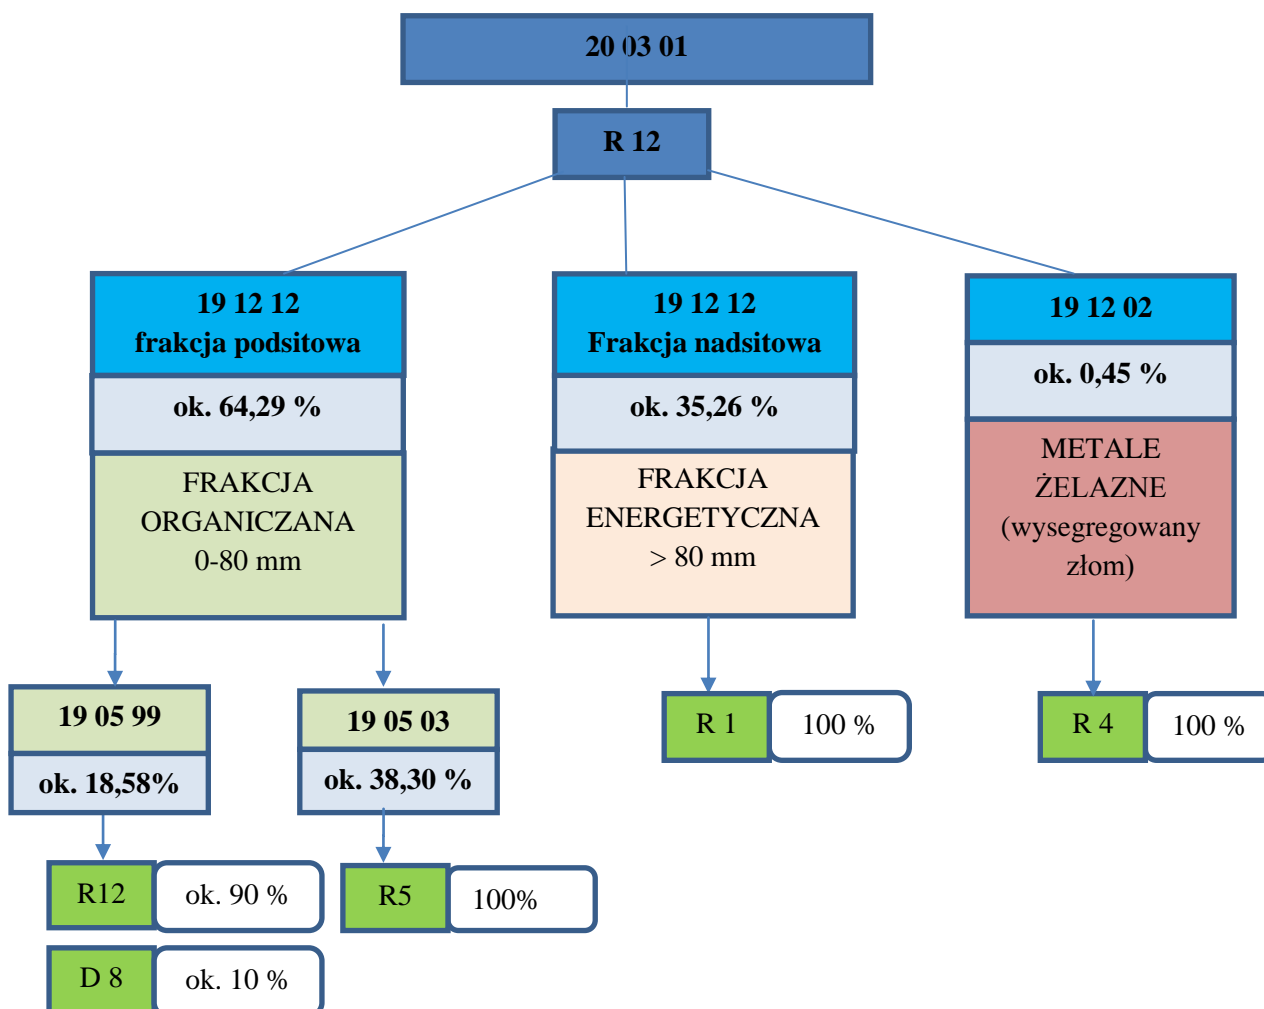 20 03 01
R 12
19 12 12
frakcja podsitowa
ok. 64,29 %
FRAKCJA
ORGANICZANA
0-80 mm
19 12 12
Frakcja nadsitowa
ok. 35,26 %
FRAKCJA
ENERGETYCZNA
> 80 mm
19 12 02
ok. 0,45 %
METALE
ŻELAZNE
(wysegregowany
złom)
19 05 99
ok. 18,58%
19 05 03
ok. 38,30 %
R 1
100 %
R 4
100 %
R12
ok. 90 %
R5
100%
D 8
ok. 10 %